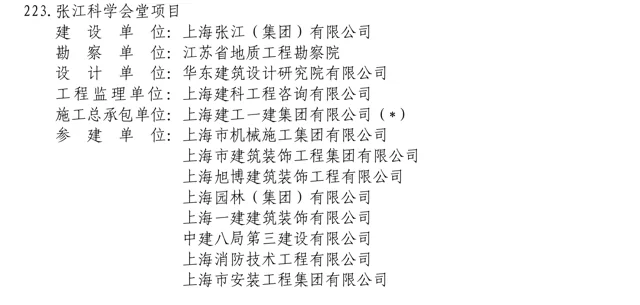 223. 张江科学会堂项目
建设单位：上海张江（集团）有限公司
勘察单位：江苏省地质工程勘察院
设计单位：华东建筑设计研究院有限公司
工程监理单位：上海建科工程咨询有限公司
施工总承包单位：上海建工一建集团有限公司（*）
参建单位：上海市机械施工集团有限公司
上海市建筑装饰工程集团有限公司
上海旭博建筑装饰工程有限公司
上海园林（集团）有限公司
上海一建建筑装饰有限公司
中建八局第三建设有限公司
上海消防技术工程有限公司
上海市安装工程集团有限公司